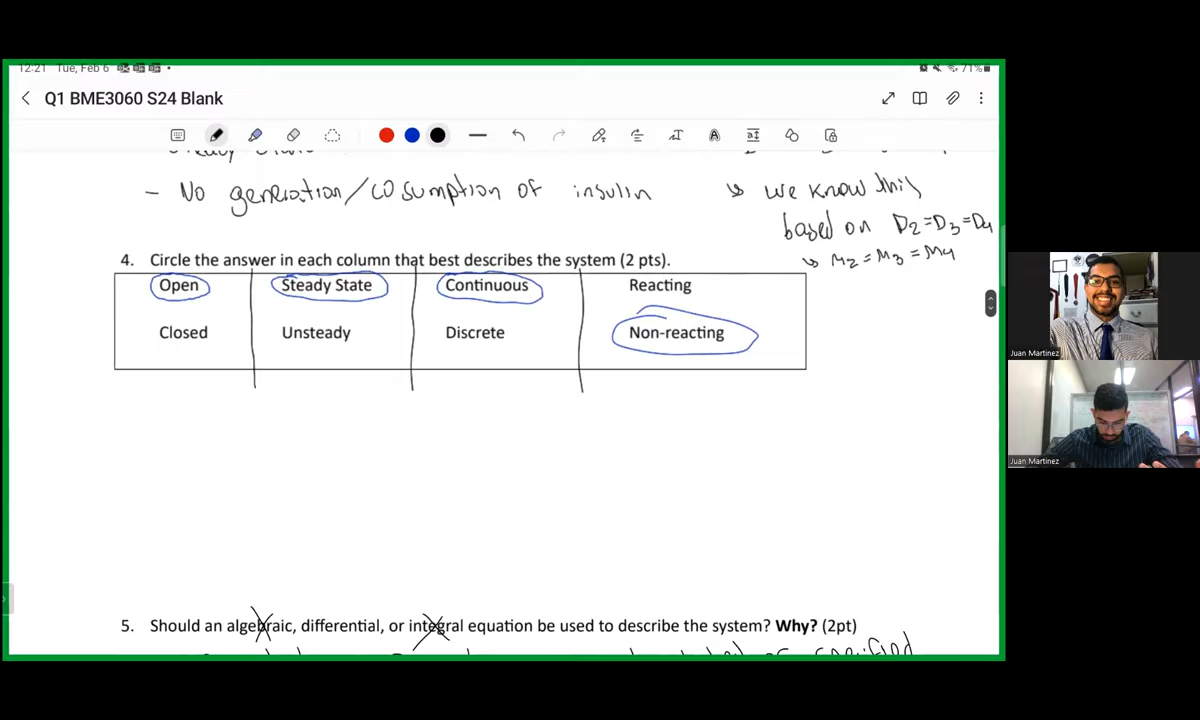 12:21 Tue, Feb 6 71%
Q1 BME3060 S24 Blank
- No generation/cosumption of insulin
↳ we know this
based on D2=D3=D4
↳ M2=M3=M4
4. Circle the answer in each column that best describes the system (2 pts).
Open Steady State Continuous Reacting
Closed Unsteady Discrete Non-reacting
5. Should an algebraic, differential, or integral equation be used to describe the system? Why? (2pt)
specified
Juan Martinez
Juan Martinez